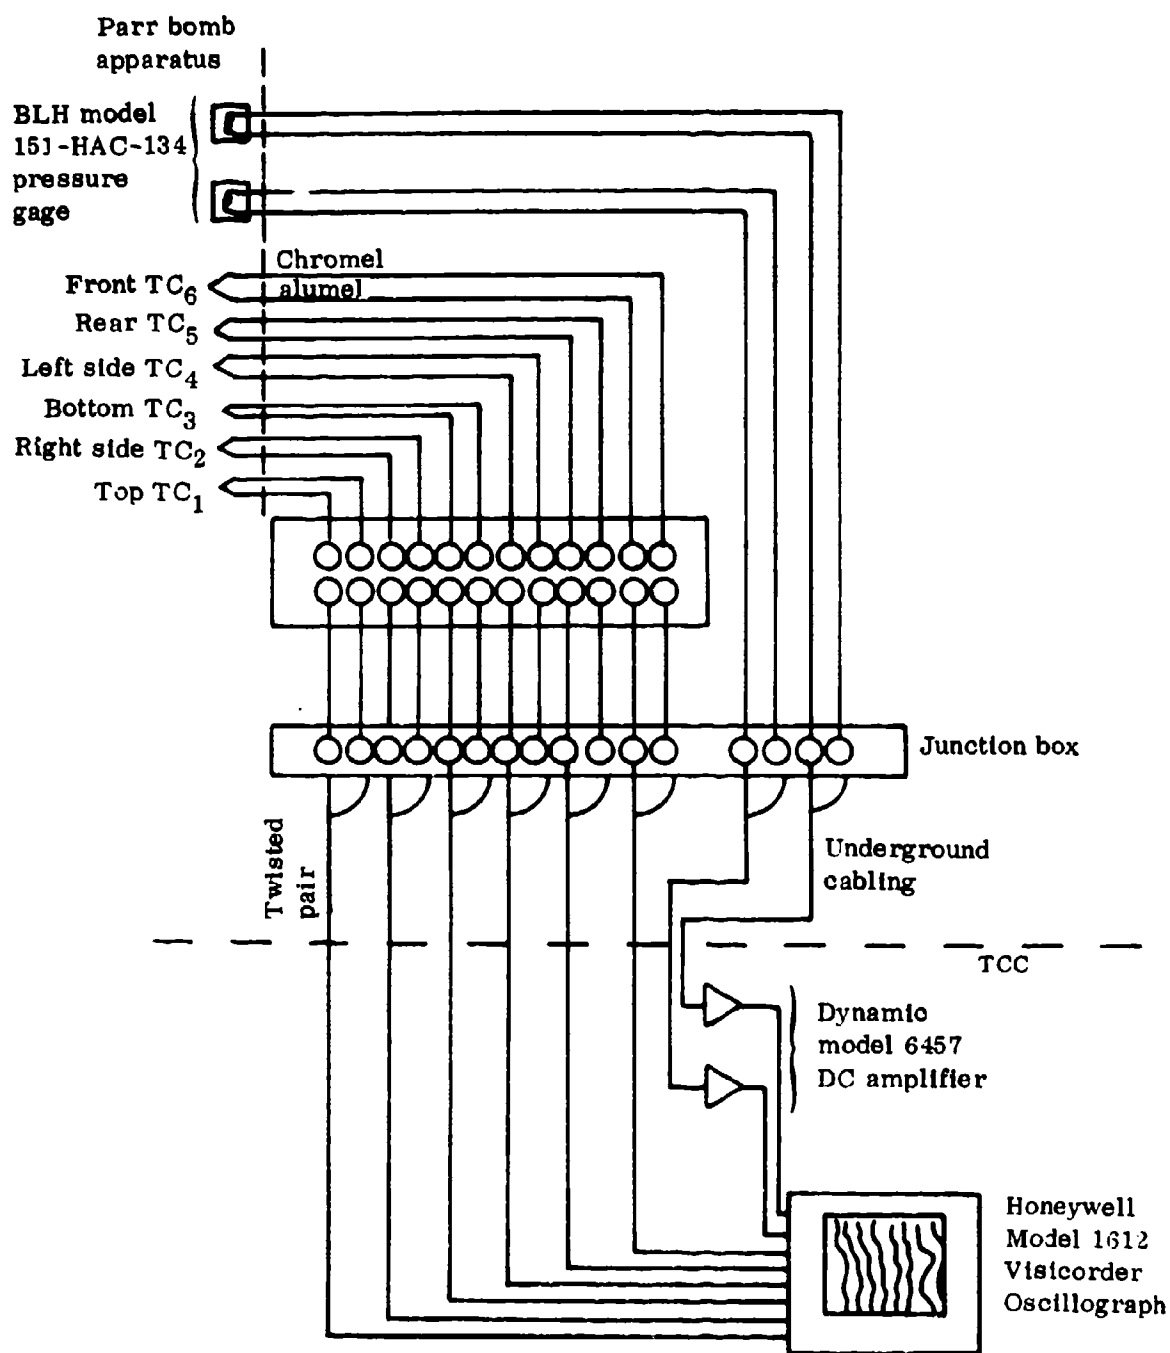 Parr bomb
apparatus
BLH model
151-HAC-134
pressure
gage
Chromel
alumel
Front TC6
Rear TC5
Left side TC4
Bottom TC3
Right side TC2
Top TC1
Junction box
Twisted
pair
Underground
cabling
TCC
Dynamic
model 6457
DC amplifier
Honeywell
Model 1612
Visicorder
Oscillograph